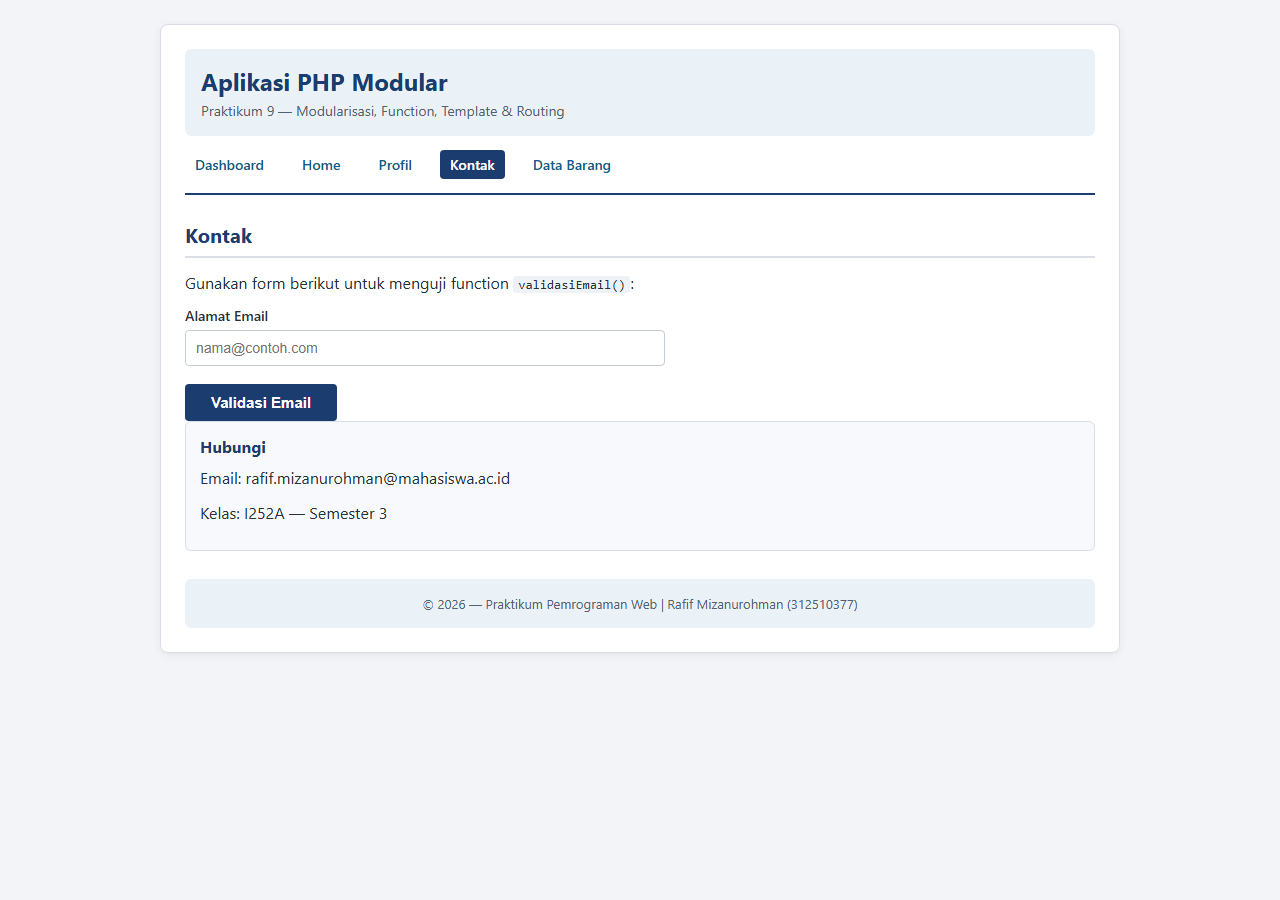 Aplikasi PHP Modular
Praktikum 9 — Modularisasi, Function, Template & Routing
Dashboard Home Profil Kontak Data Barang
Kontak
Gunakan form berikut untuk menguji function validasiEmail() :
Alamat Email
nama@contoh.com
Validasi Email
Hubungi
Email: rafif.mizanurohman@mahasiswa.ac.id
Kelas: I252A — Semester 3
© 2026 — Praktikum Pemrograman Web | Rafif Mizanurohman (312510377)